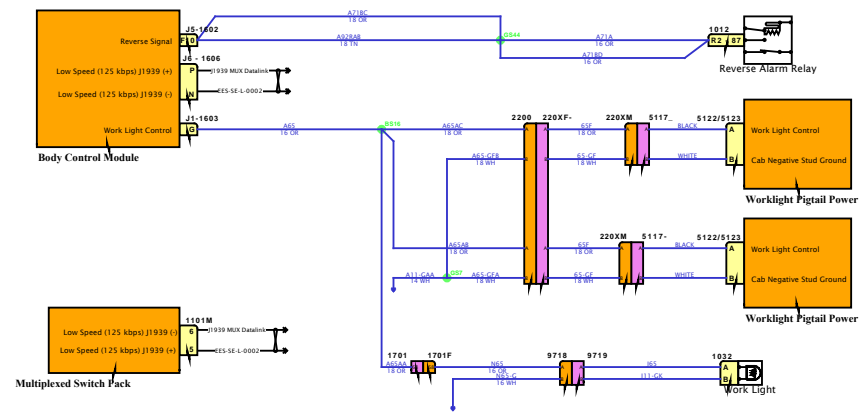 A71BC
18 OR
J5-1602
Reverse Signal
F 0
A92RAB
18 TN
GS44
A71A
16 OR
A71BD
16 OR
1012
R2 87
Reverse Alarm Relay
J6 - 1606
Low Speed (125 kbps) J1939 (+)
P
J1939 MUX Datalink
Low Speed (125 kbps) J1939 (-)
N
EES-SE-L-0002
J1-1603
Work Light Control
G
A65
16 OR
BB16
A65AC
18 OR
Body Control Module
2200
220XF-
A
A
65F
18 OR
220XM
5117_
BLACK
5122/5123
A
Work Light Control
A65-GFB
18 WH
65-GF
18 WH
WHITE
B
Cab Negative Stud Ground
Worklight Pigtail Power
A65AB
18 OR
A
A
65F
18 OR
220XM
5117-
BLACK
5122/5123
A
Work Light Control
A11-GAA
14 WH
A65-GFA
18 WH
65-GF
18 WH
WHITE
B
Cab Negative Stud Ground
Worklight Pigtail Power
1101M
Low Speed (125 kbps) J1939 (-)
6
J1939 MUX Datalink
Low Speed (125 kbps) J1939 (+)
5
EES-SE-L-0002
Multiplexed Switch Pack
A65AA
18 OR
1701
1701F
N65
16 OR
N65-G
16 WH
9718
9719
I65
I11-GK
1032
A
B
Work Light